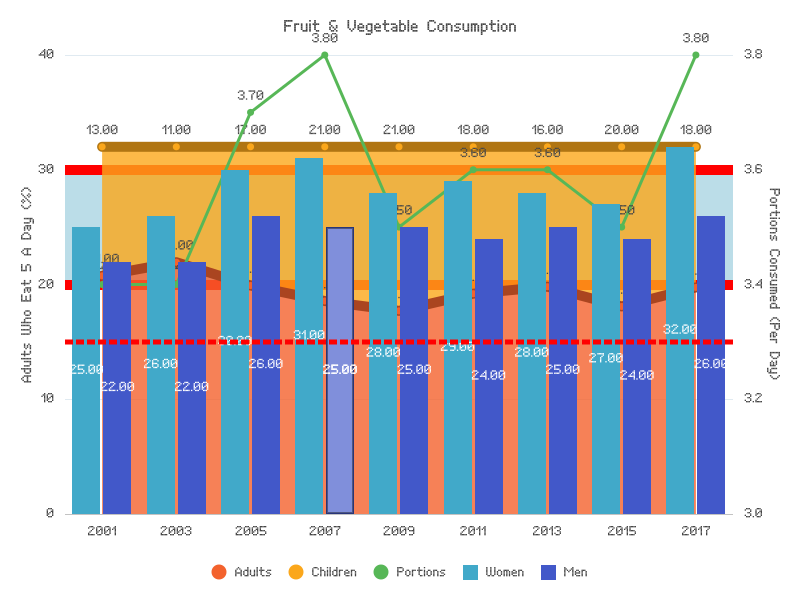 Fruit & Vegetable Consumption
3.80 3.80
40 3.8
3.70
13.00 11.00 17.00 21.00 21.00 18.00 16.00 20.00 18.00
3.60 3.60
30 3.6
Adults Who Eat 5 A Day (%)
Portions Consumed (Per Day)
20 3.4
31.00 32.00
28.00 29.00 28.00 27.00
25.00 26.00 26.00 25.00 25.00 25.00 26.00
22.00 22.00 24.00 24.00
10 3.2
0 3.0
2001 2003 2005 2007 2009 2011 2013 2015 2017
Adults Children Portions Women Men